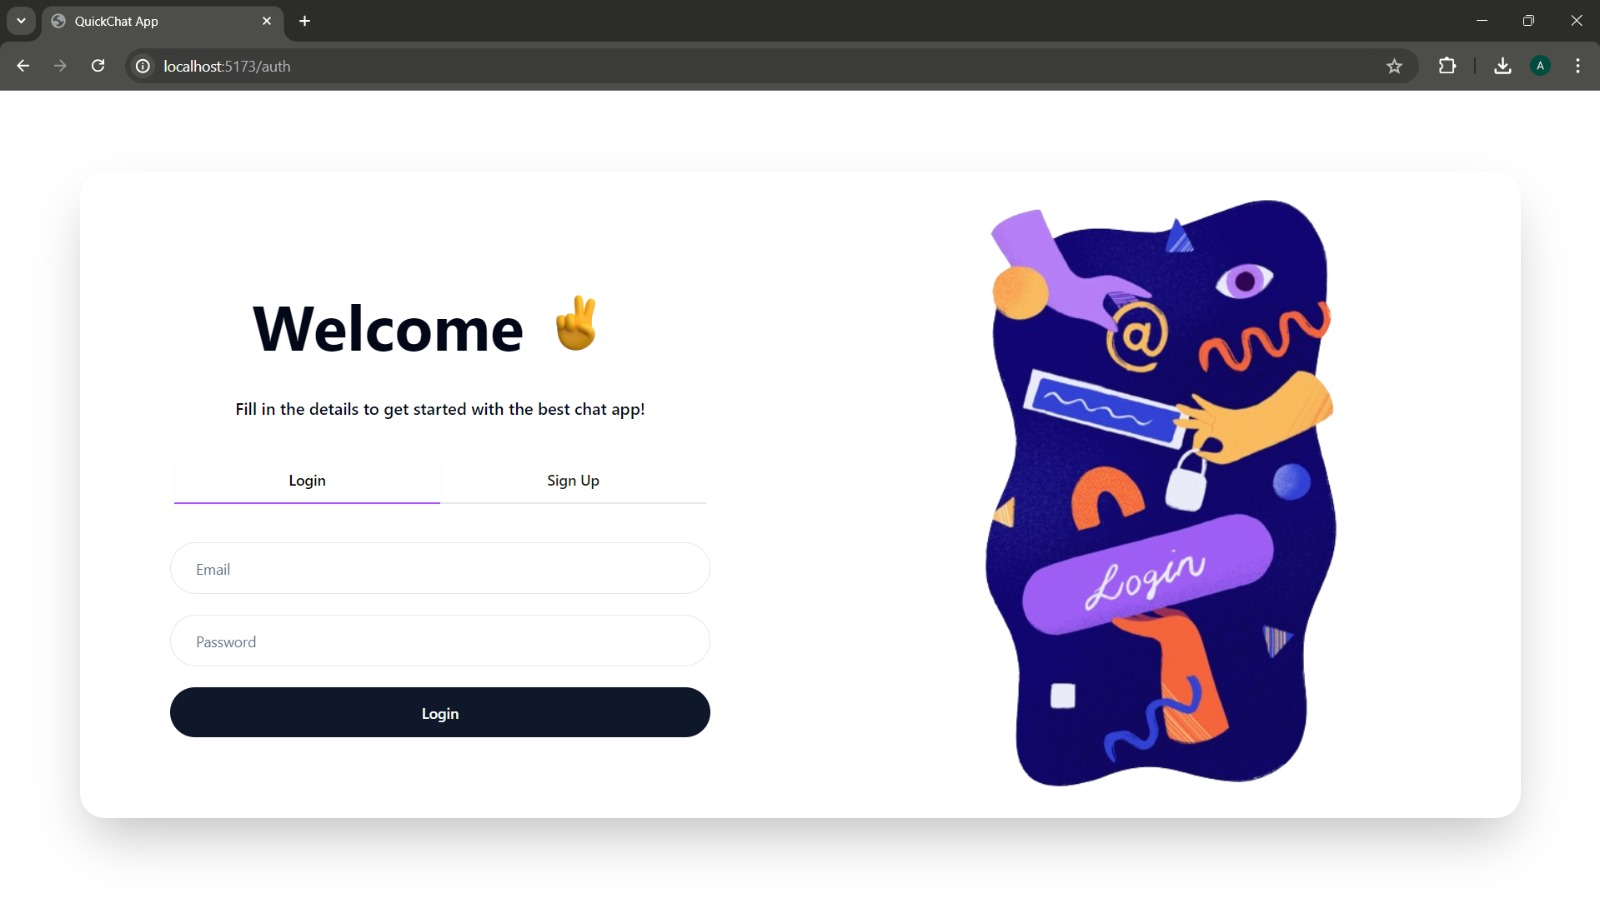 QuickChat App
localhost:5173/auth
A
Welcome ✌
Fill in the details to get started with the best chat app!
Login
Sign Up
Email
Password
Login
@
Login